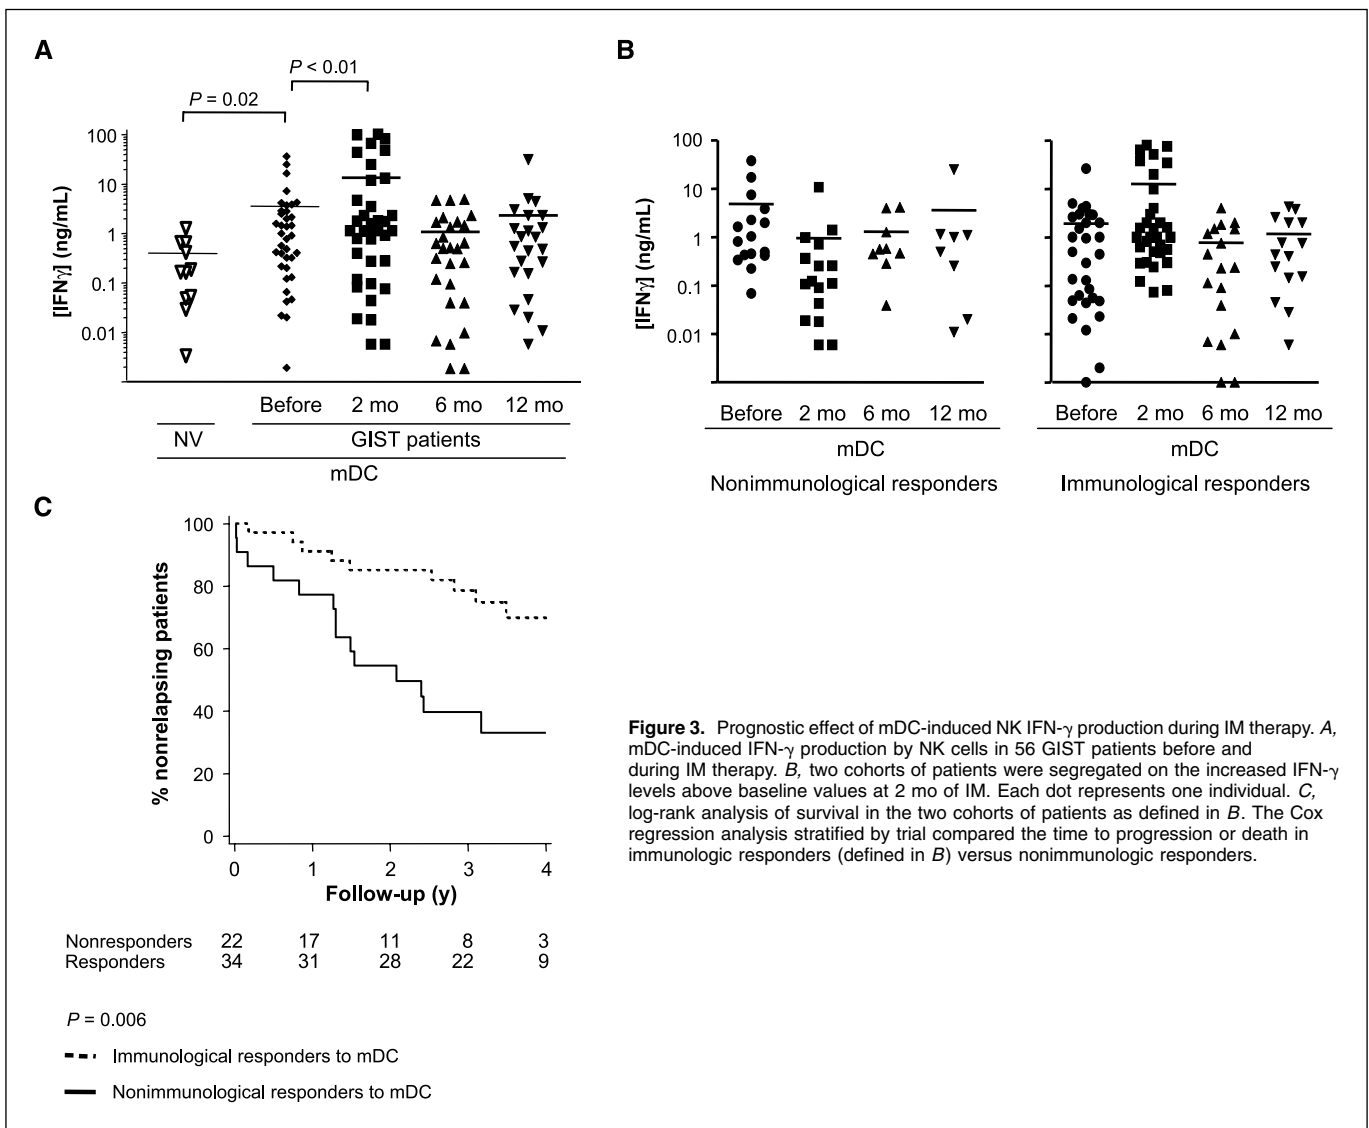 A
P < 0.01
P = 0.02
[IFNγ] (ng/mL)
100
10
1
0.1
0.01
Before 2 mo 6 mo 12 mo
NV GIST patients
mDC
B
[IFNγ] (ng/mL)
100
10
1
0.1
0.01
Before 2 mo 6 mo 12 mo
mDC
Nonimmunological responders
Before 2 mo 6 mo 12 mo
mDC
Immunological responders
C
% nonrelapsing patients
100
80
60
40
20
0
0 1 2 3 4
Follow-up (y)
Nonresponders 22 17 11 8 3
Responders 34 31 28 22 9
P = 0.006
Immunological responders to mDC
Nonimmunological responders to mDC
Figure 3. Prognostic effect of mDC-induced NK IFN-γ production during IM therapy. A,
mDC-induced IFN-γ production by NK cells in 56 GIST patients before and
during IM therapy. B, two cohorts of patients were segregated on the increased IFN-γ
levels above baseline values at 2 mo of IM. Each dot represents one individual. C,
log-rank analysis of survival in the two cohorts of patients as defined in B. The Cox
regression analysis stratified by trial compared the time to progression or death in
immunologic responders (defined in B) versus nonimmunologic responders.